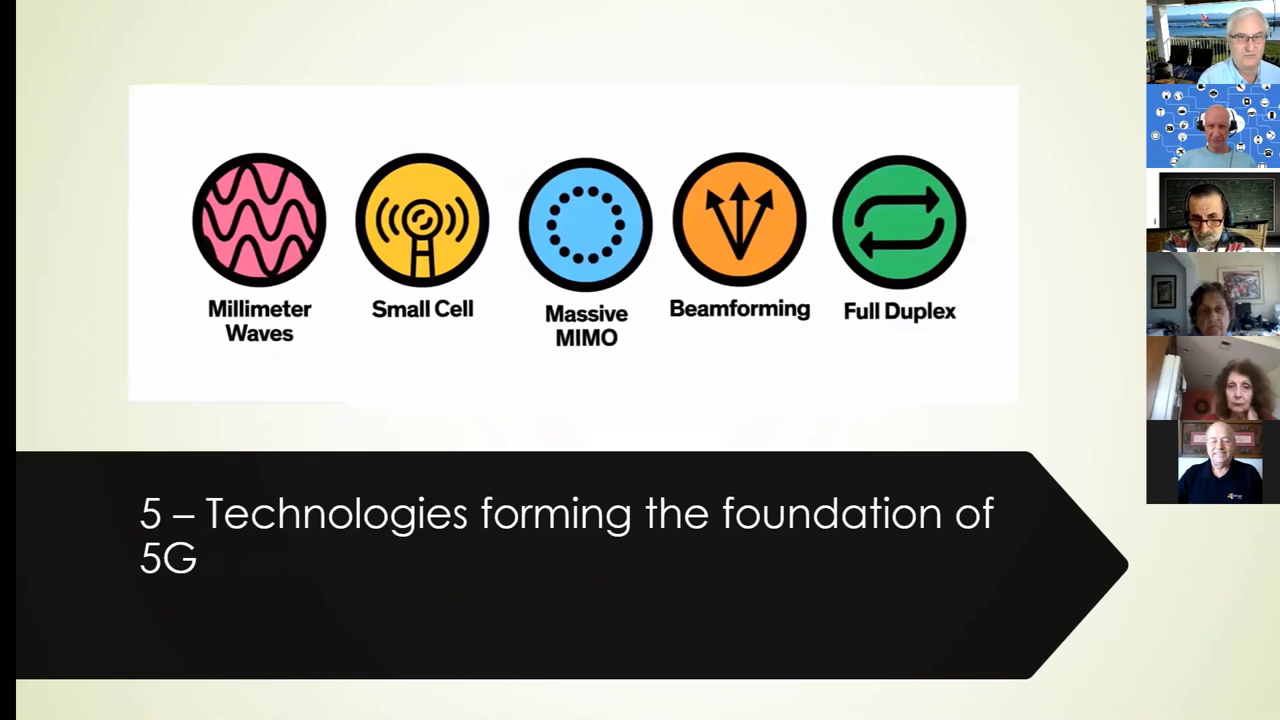 Millimeter
Waves
Small Cell
Massive
MIMO
Beamforming
Full Duplex
5 – Technologies forming the foundation of
5G